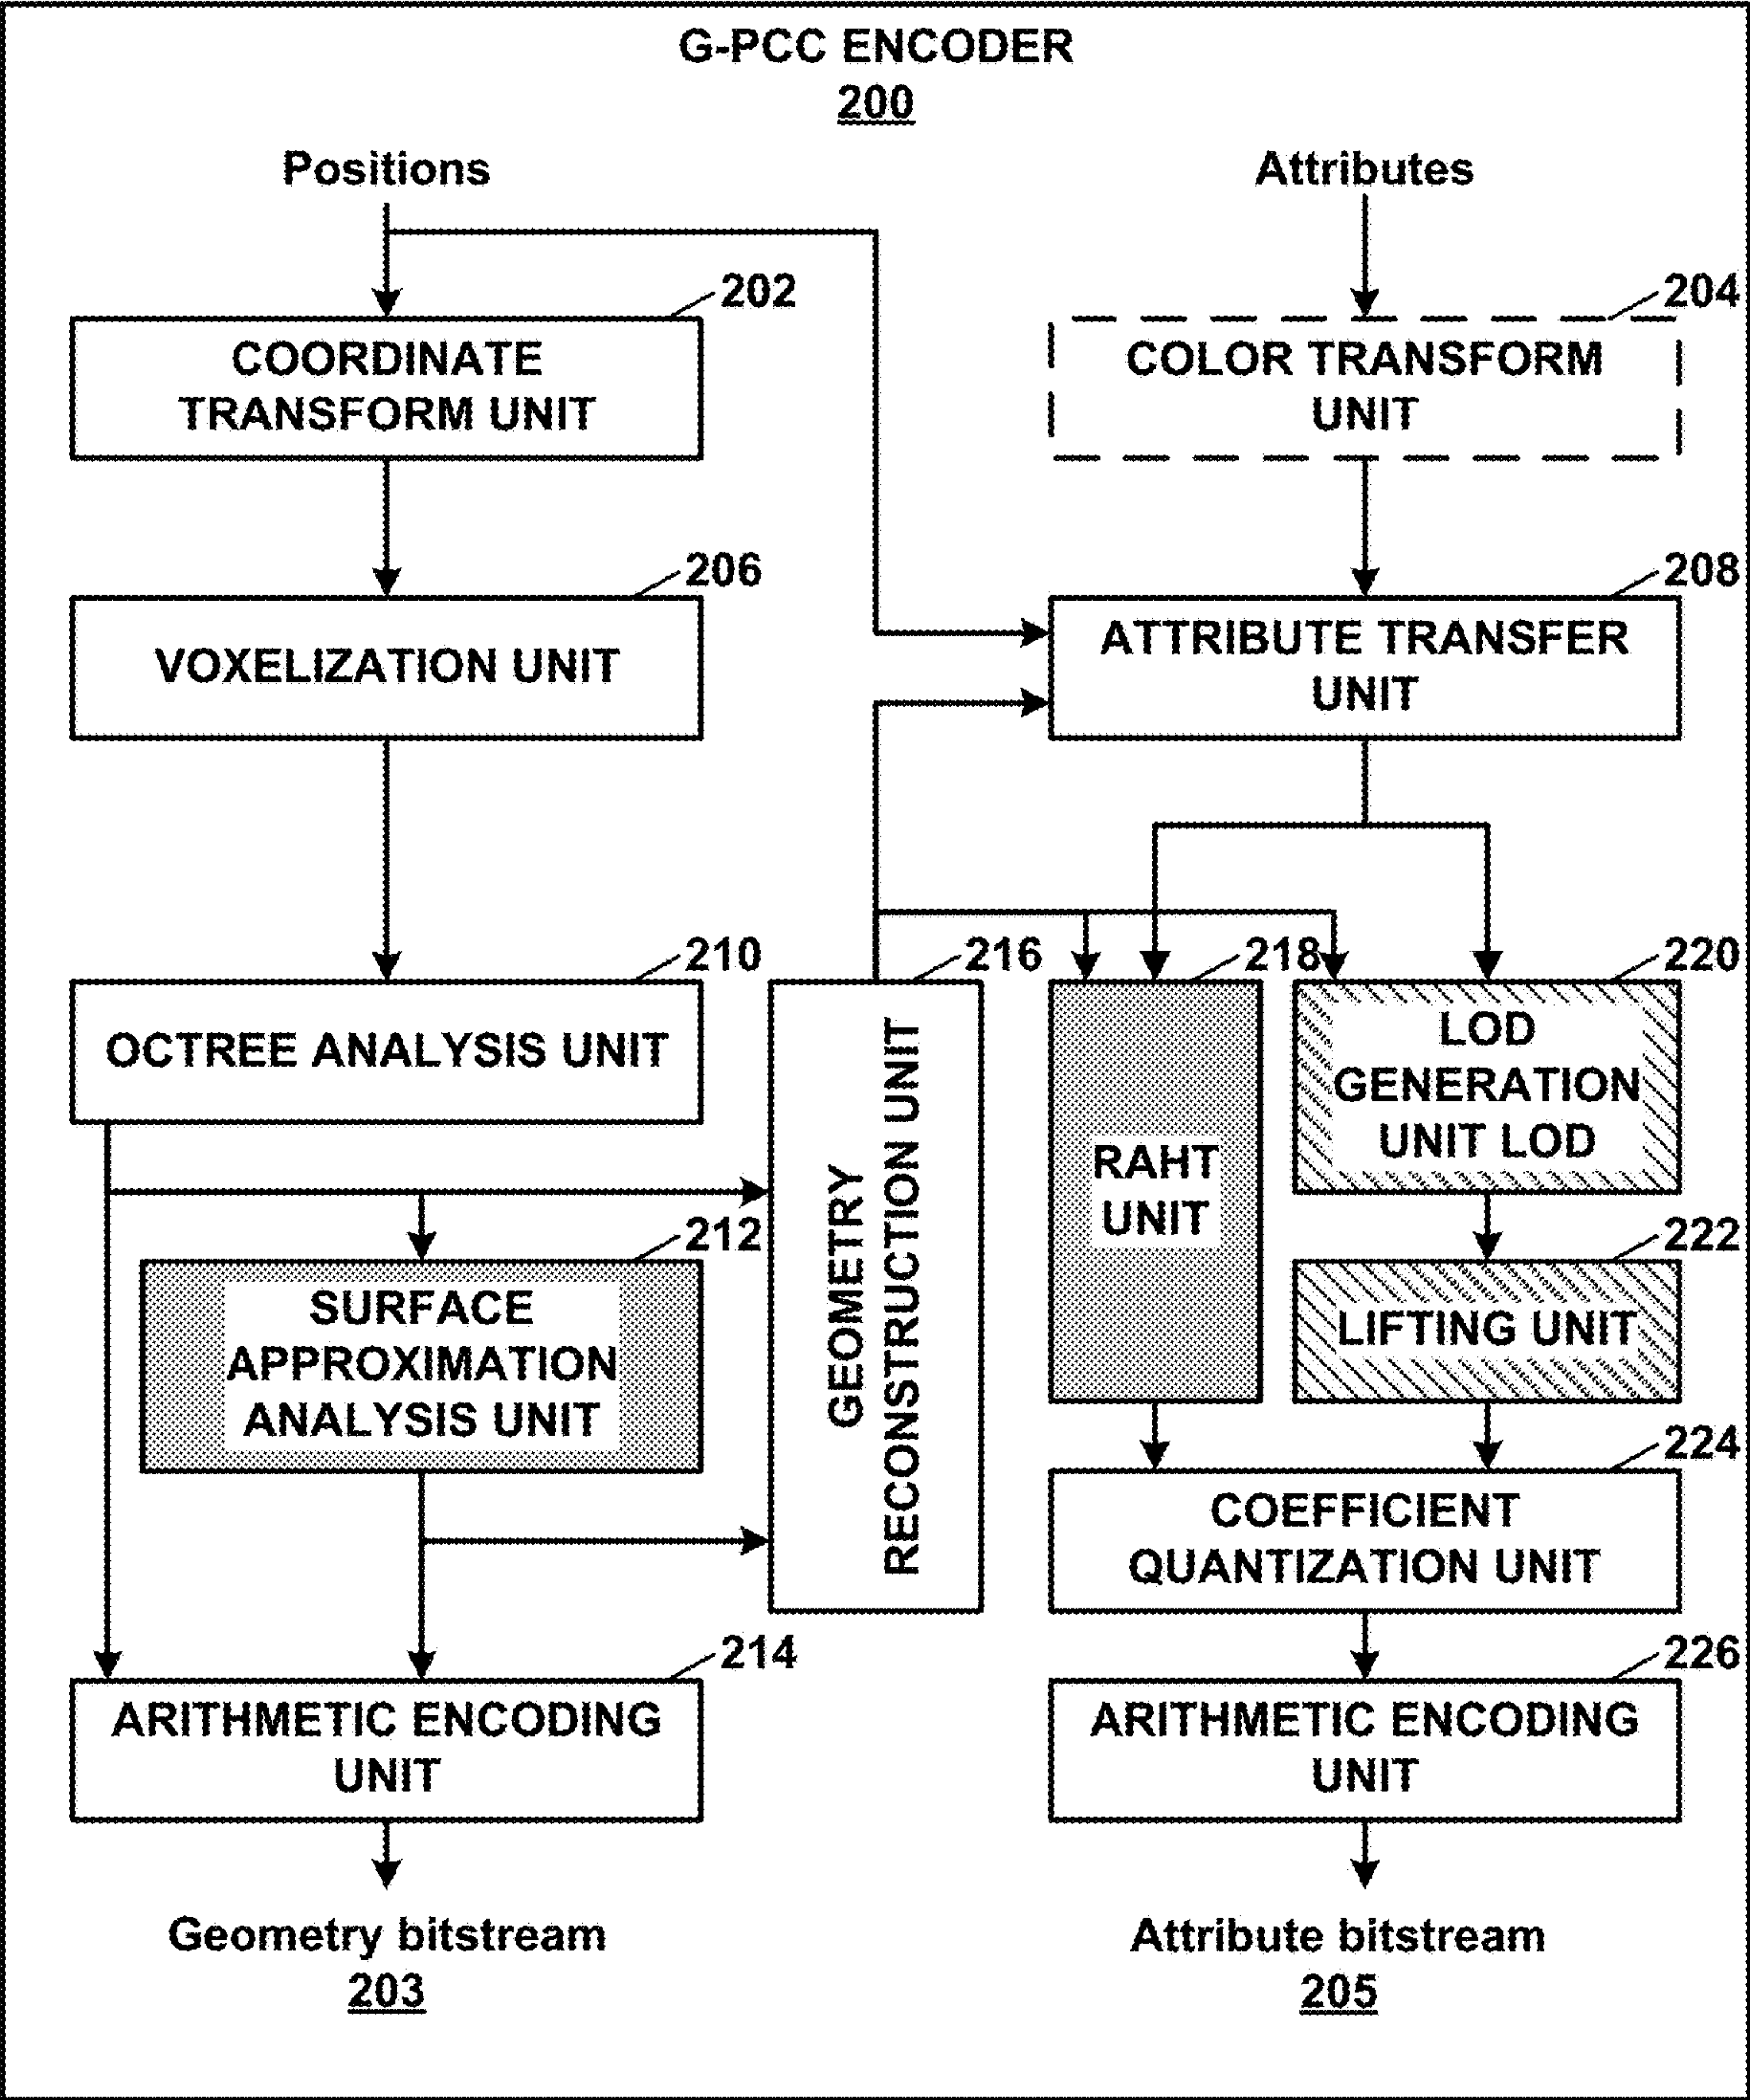 G-PCC ENCODER
200
Positions
Attributes
202
204
COORDINATE
TRANSFORM UNIT
COLOR TRANSFORM
UNIT
206
208
VOXELIZATION UNIT
ATTRIBUTE TRANSFER
UNIT
210
216
218
220
OCTREE ANALYSIS UNIT
GEOMETRY
RECONSTRUCTION UNIT
RAHT
UNIT
LOD
GENERATION
UNIT LOD
212
222
SURFACE
APPROXIMATION
ANALYSIS UNIT
LIFTING UNIT
224
COEFFICIENT
QUANTIZATION UNIT
214
226
ARITHMETIC ENCODING
UNIT
ARITHMETIC ENCODING
UNIT
Geometry bitstream
203
Attribute bitstream
205